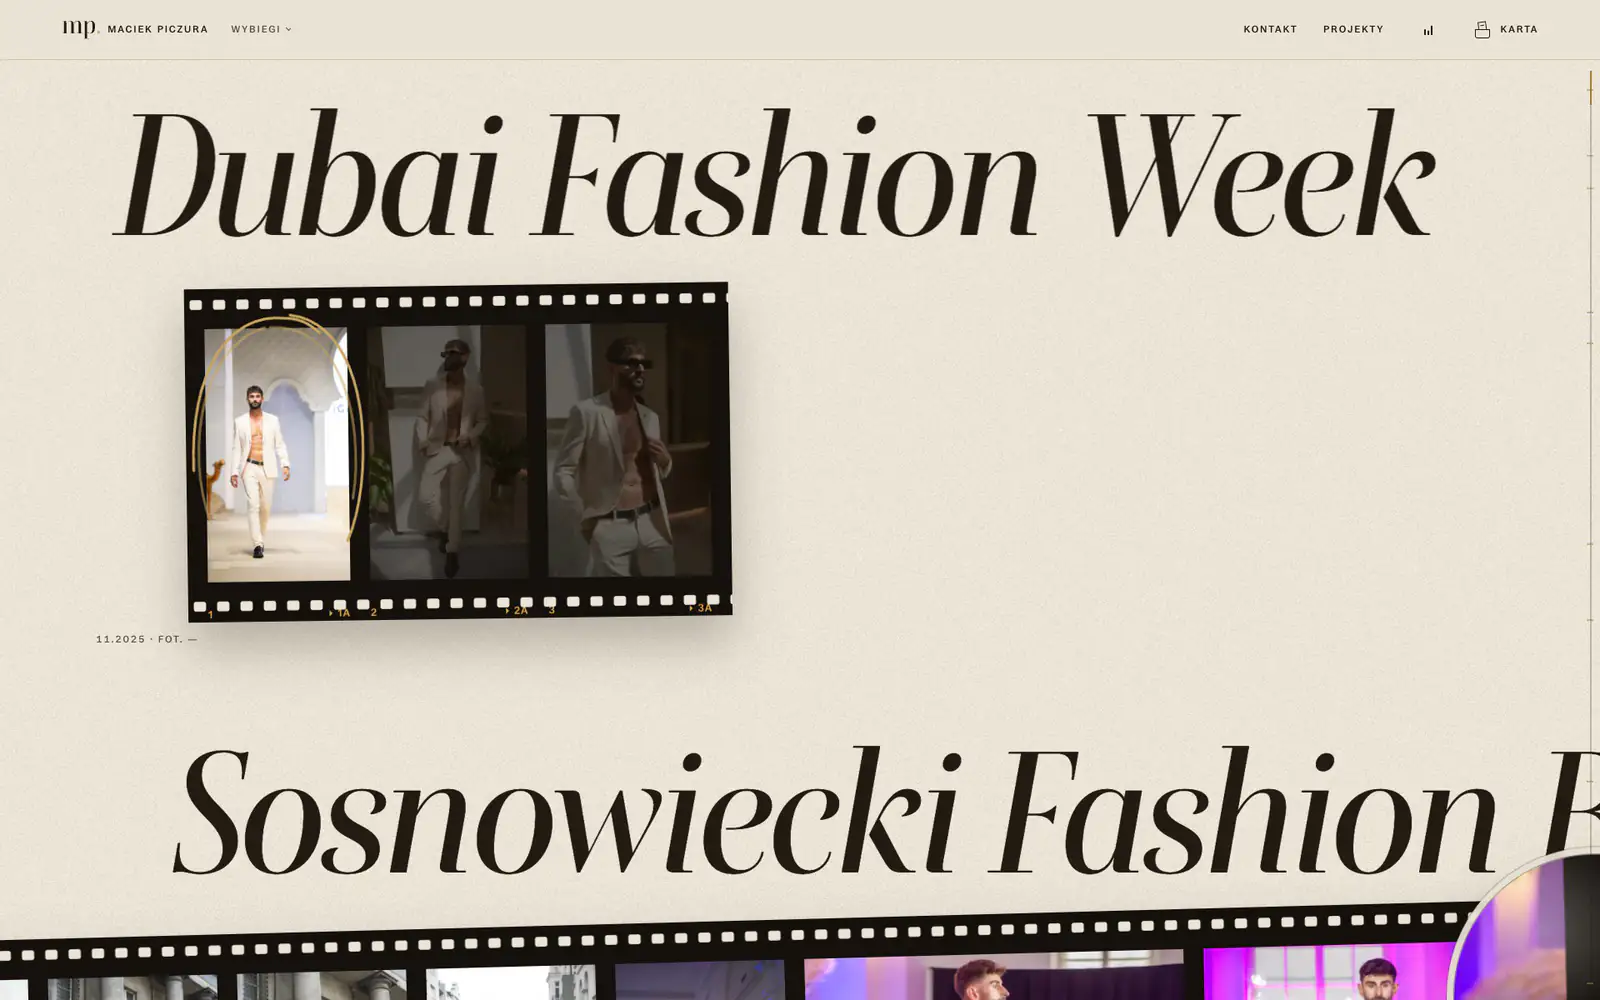 mp. MACIEK PICZURA WYBIEGI KONTAKT PROJEKTY KARTA
Dubai Fashion Week
1 1A 2 2A 3 3A
11.2025 · FOT. —
Sosnowiecki Fashion